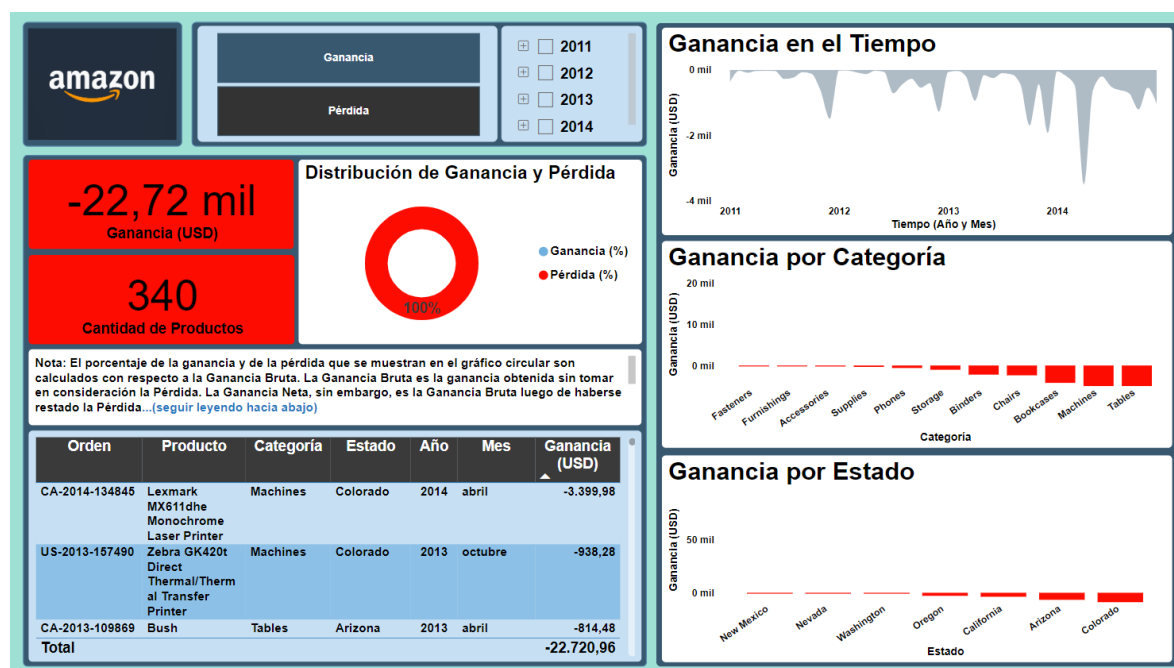 amazon
Ganancia
Pérdida
2011
2012
2013
2014
-22,72 mil
Ganancia (USD)
340
Cantidad de Productos
Distribución de Ganancia y Pérdida
100%
Ganancia (%)
Pérdida (%)
Nota: El porcentaje de la ganancia y de la pérdida que se muestran en el gráfico circular son
calculados con respecto a la Ganancia Bruta. La Ganancia Bruta es la ganancia obtenida sin tomar
en consideración la Pérdida. La Ganancia Neta, sin embargo, es la Ganancia Bruta luego de haberse
restado la Pérdida...(seguir leyendo hacia abajo)
Orden Producto Categoría Estado Año Mes Ganancia
(USD)
CA-2014-134845 Lexmark Machines Colorado 2014 abril -3.399,98
MX611dhe
Monochrome
Laser Printer
US-2013-157490 Zebra GK420t Machines Colorado 2013 octubre -938,28
Direct
Thermal/Therm
al Transfer
Printer
CA-2013-109869 Bush Tables Arizona 2013 abril -814,48
Total -22.720,96
Ganancia en el Tiempo
Ganancia (USD)
0 mil
-2 mil
-4 mil
2011 2012 2013 2014
Tiempo (Año y Mes)
Ganancia por Categoría
Ganancia (USD)
20 mil
10 mil
0 mil
Fasteners Furnishings Accessories Supplies Phones Storage Binders Chairs Bookcases Machines Tables
Categoría
Ganancia por Estado
Ganancia (USD)
50 mil
0 mil
New Mexico Nevada Washington Oregon California Arizona Colorado
Estado